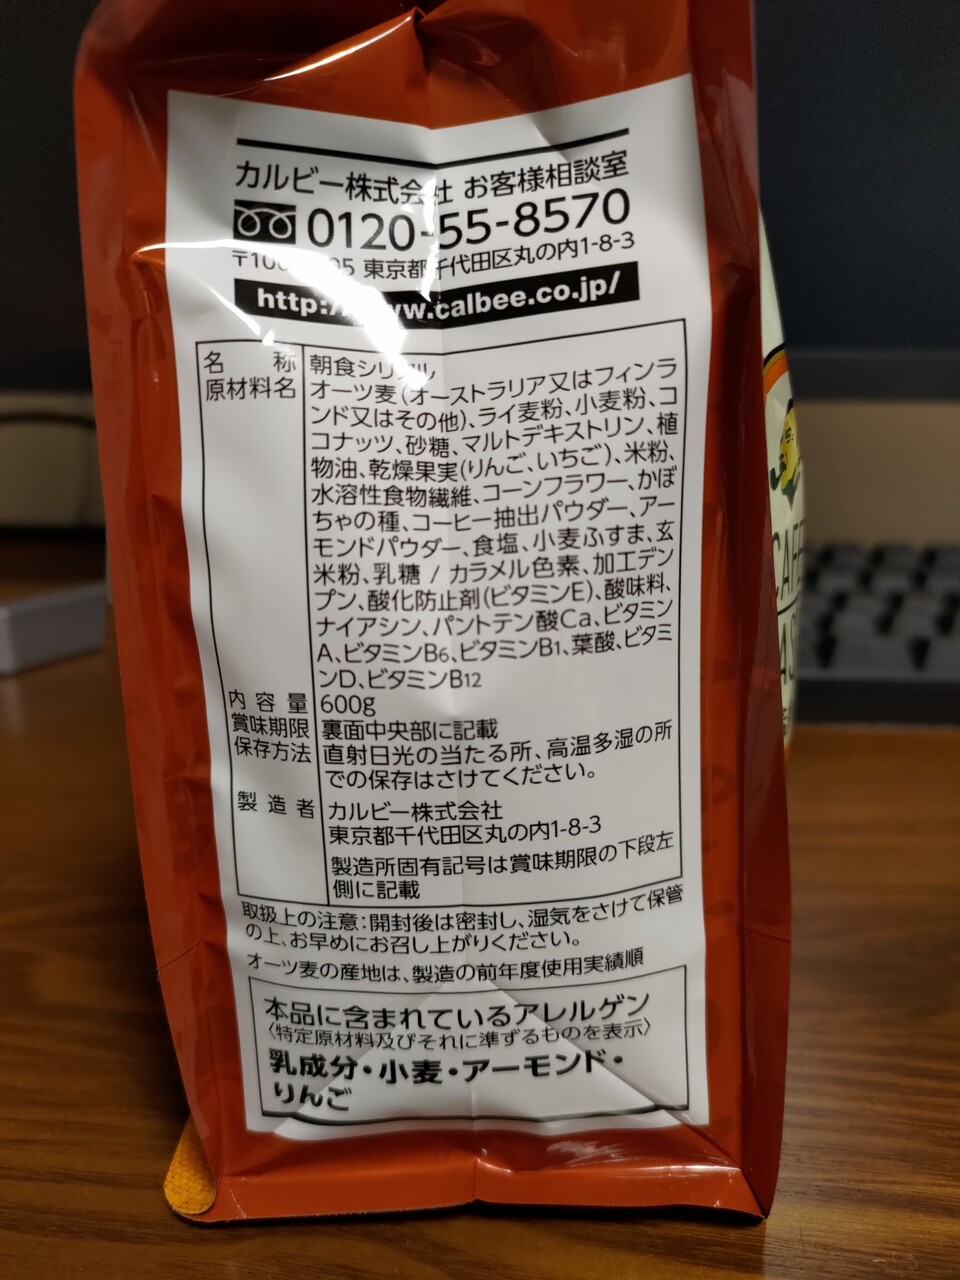 カルビー株式会社 お客様相談室
0120-55-8570
東京都千代田区丸の内1-8-3
http://www.calbee.co.jp/
名称 朝食シリアル
原材料名 オーツ麦(オーストラリア又はフィンラ
ンド又はその他)、ライ麦粉、小麦粉、コ
コナッツ、砂糖、マルトデキストリン、植
物油、乾燥果実(りんご、いちご)、米粉、
水溶性食物繊維、コーンフラワー、かぼ
ちゃの種、コーヒー抽出パウダー、アー
モンドパウダー、食塩、小麦ふすま、玄
米粉、乳糖 / カラメル色素、加工デン
プン、酸化防止剤(ビタミンE)、酸味料、
ナイアシン、パントテン酸Ca、ビタミン
A、ビタミンB6、ビタミンB1、葉酸、ビタミ
ンD、ビタミンB12
内容量 600g
賞味期限 裏面中央部に記載
保存方法 直射日光の当たる所、高温多湿の所
での保存はさけてください。
製造者 カルビー株式会社
東京都千代田区丸の内1-8-3
製造所固有記号は賞味期限の下段左
側に記載
取扱上の注意:開封後は密封し、湿気をさけて保管
の上、お早めにお召し上がりください。
オーツ麦の産地は、製造の前年度使用実績順
本品に含まれているアレルゲン
〈特定原材料及びそれに準ずるものを表示〉
乳成分・小麦・アーモンド・
りんご